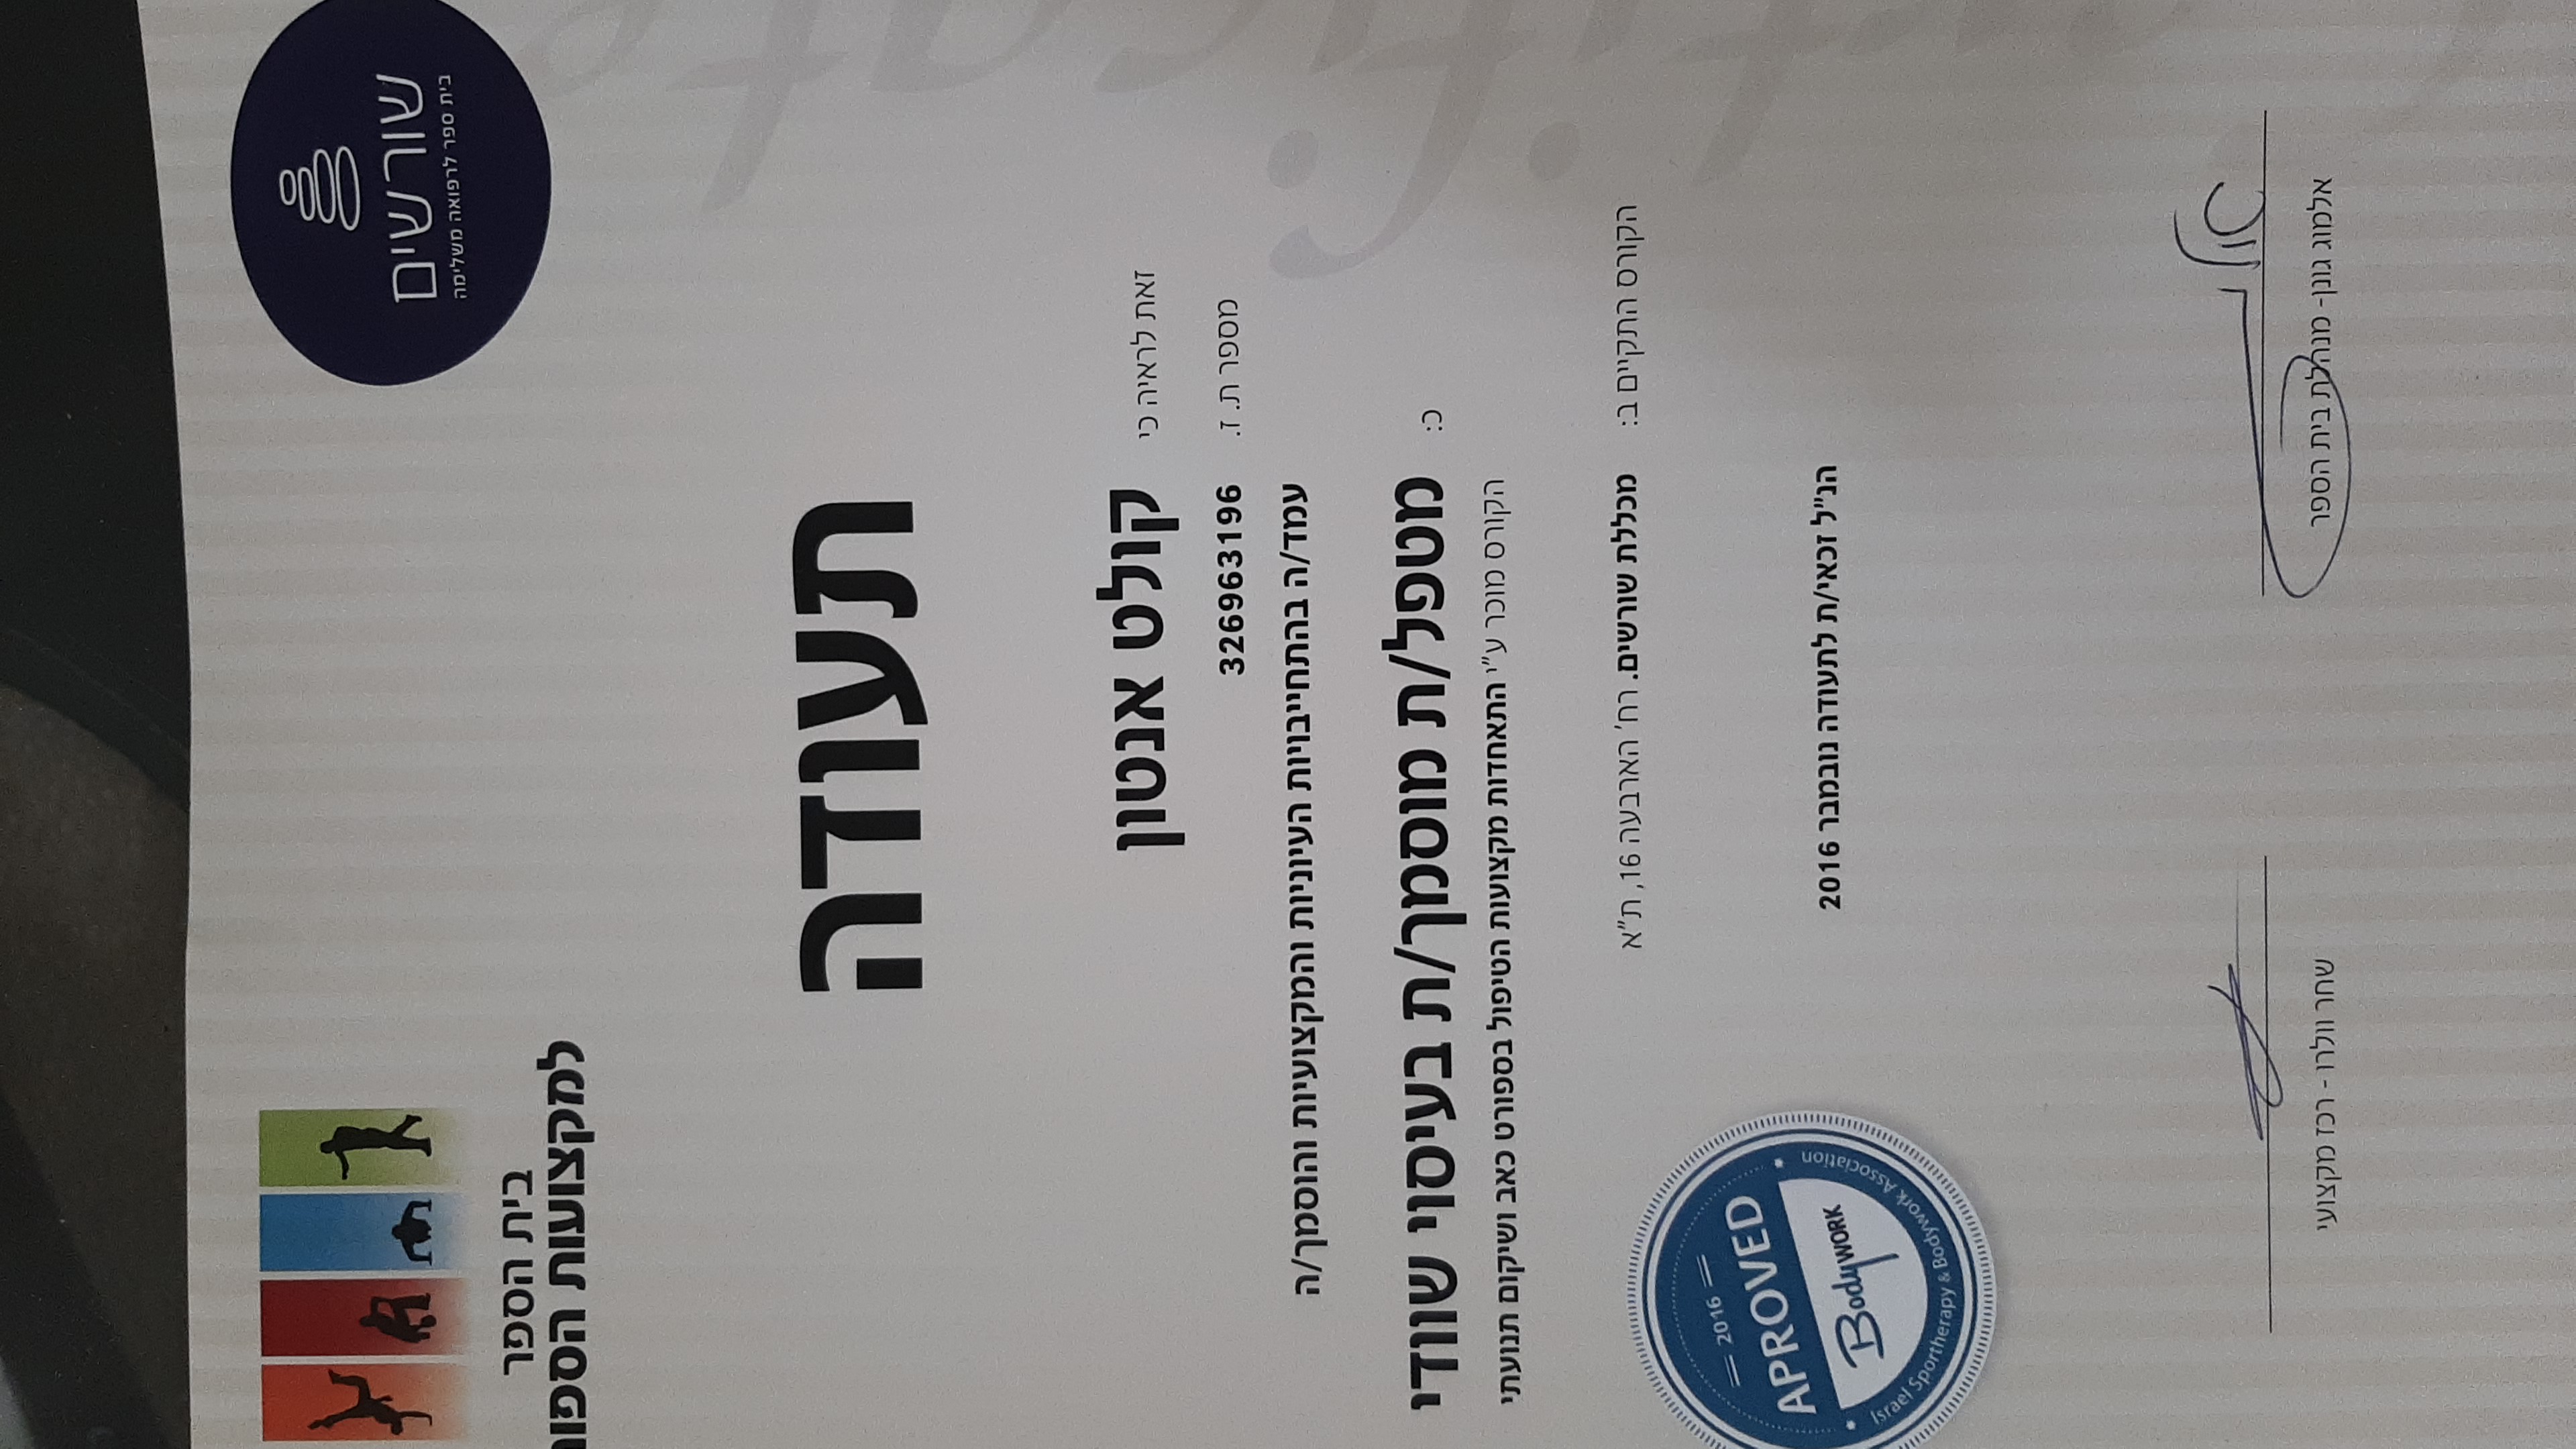 שורשים
בית ספר לרפואה משלימה
בית הספר
למקצועות הספורט
תעודה
זאת לראיה כי קולט אנטון
מספר ת. ז. 326963196
עמד/ה בהתחייבויות העיוניות והמקצועיות והוסמך/ה
כ: מטפל/ת מוסמך/ת בעיסוי שוודי
הקורס מוכר ע"י התאחדות מקצועות הטיפול בספורט כאב ושיקום תנועתי
הקורס התקיים ב: מכללת שורשים. רח' הארבעה 16, ת"א
הנ"ל זכאי/ת לתעודה נובמבר 2016
2016
APROVED
BodyWORK
Israel Sportherapy & Bodywork Association
אלמוג גונן - מנהלת בית הספר
שחר וולרו - רכז מקצועי